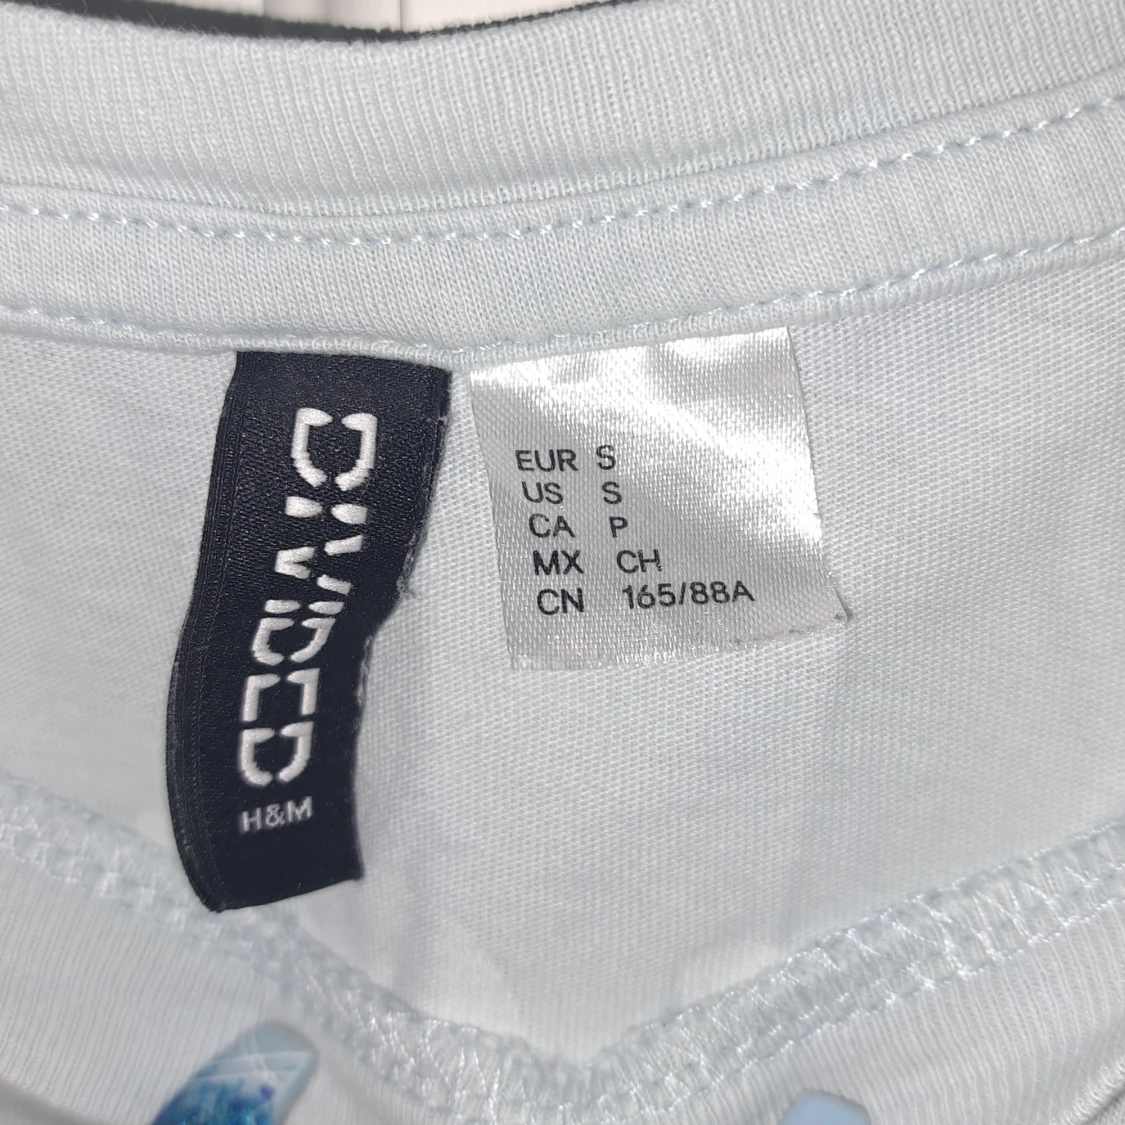 DIVIDED
H&M
EUR S
US S
CA P
MX CH
CN 165/88A